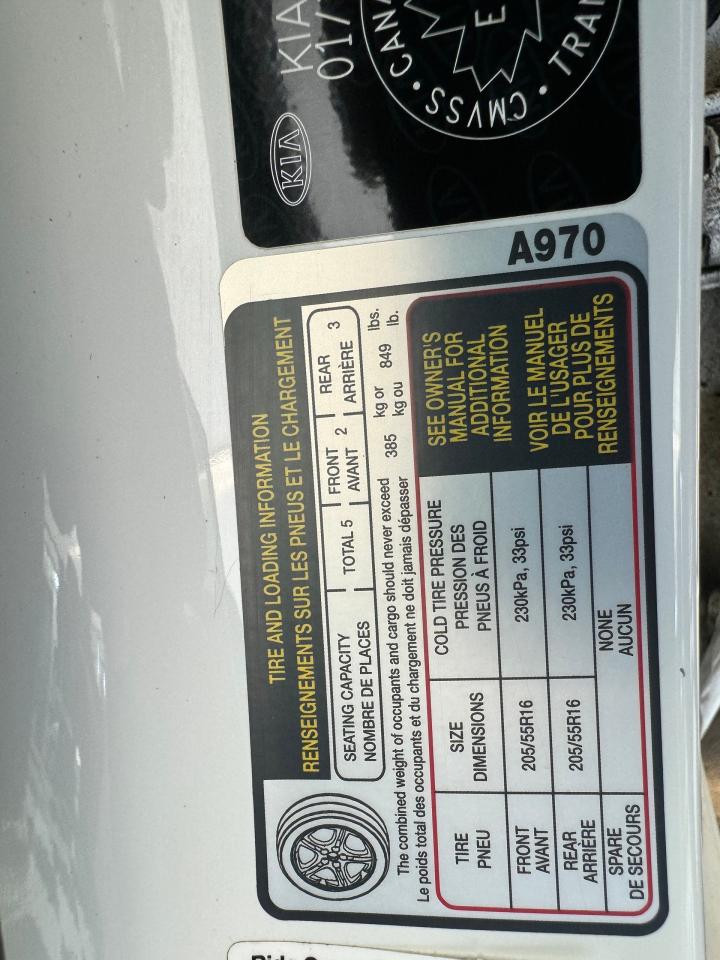 KIA
KIA
01/
CMVSS • CANA
TRAN
E
A970
TIRE AND LOADING INFORMATION
RENSEIGNEMENTS SUR LES PNEUS ET LE CHARGEMENT
SEATING CAPACITY
NOMBRE DE PLACES
TOTAL 5
FRONT
AVANT 2
REAR
ARRIÈRE 3
The combined weight of occupants and cargo should never exceed 385 kg or 849 lbs.
Le poids total des occupants et du chargement ne doit jamais dépasser kg ou lb.
TIRE
PNEU
SIZE
DIMENSIONS
COLD TIRE PRESSURE
PRESSION DES
PNEUS À FROID
FRONT
AVANT
205/55R16
230kPa, 33psi
REAR
ARRIÈRE
205/55R16
230kPa, 33psi
SPARE
DE SECOURS
NONE
AUCUN
SEE OWNER'S
MANUAL FOR
ADDITIONAL
INFORMATION
VOIR LE MANUEL
DE L'USAGER
POUR PLUS DE
RENSEIGNEMENTS